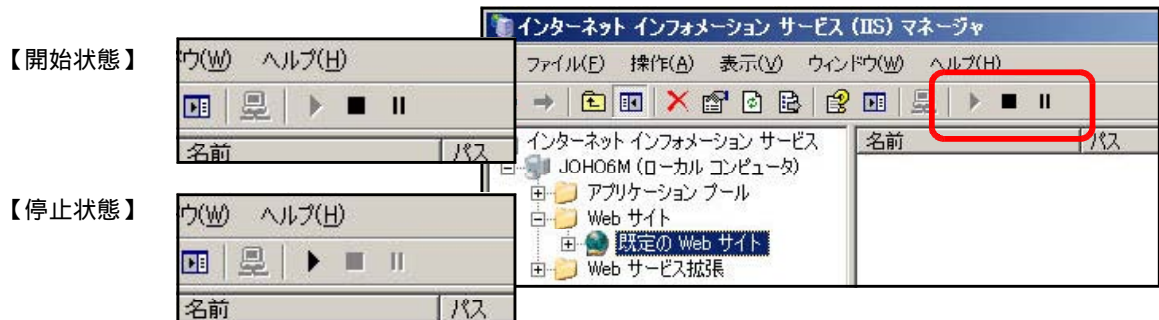 【開始状態】
ウ(W) ヘルプ(H)
名前 パス
【停止状態】
ウ(W) ヘルプ(H)
名前 パス
インターネット インフォメーション サービス (IIS) マネージャ
ファイル(F) 操作(A) 表示(V) ウィンドウ(W) ヘルプ(H)
インターネット インフォメーション サービス
JOHO6M (ローカル コンピュータ)
アプリケーション プール
Web サイト
既定の Web サイト
Web サービス拡張
名前 パス